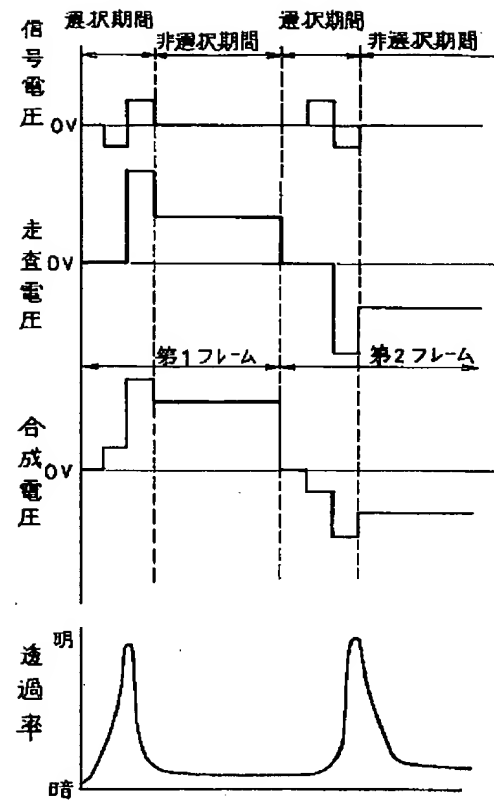 選択期間
非選択期間
選択期間
非選択期間
信号電圧
0V
走査電圧
0V
第1フレーム
第2フレーム
合成電圧
0V
透過率
明
暗